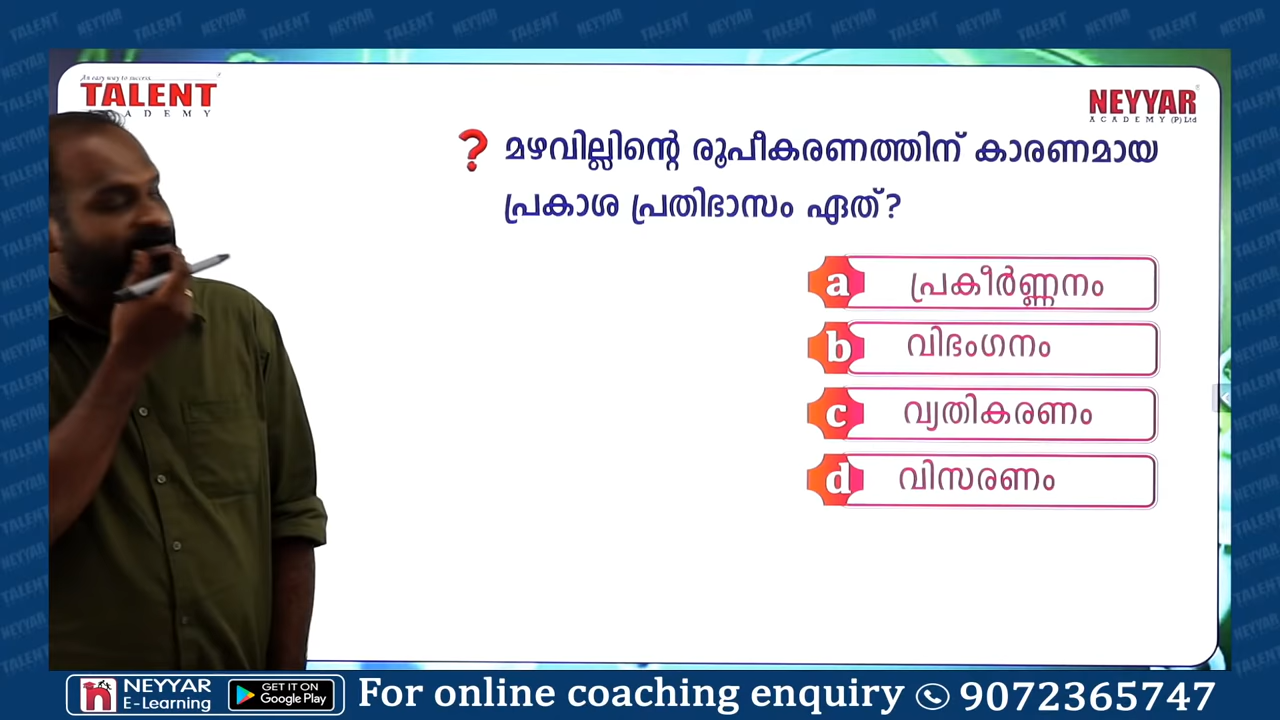 An easy way to success...
TALENT
ACADEMY
NEYYAR
ACADEMY (P) Ltd
? മഴവില്ലിന്റെ രൂപീകരണത്തിന് കാരണമായ
പ്രകാശ പ്രതിഭാസം ഏത്?
a പ്രകീർണ്ണനം
b വിഭംഗനം
c വ്യതികരണം
d വിസരണം
NEYYAR
E-Learning
GET IT ON
Google Play
For online coaching enquiry 9072365747